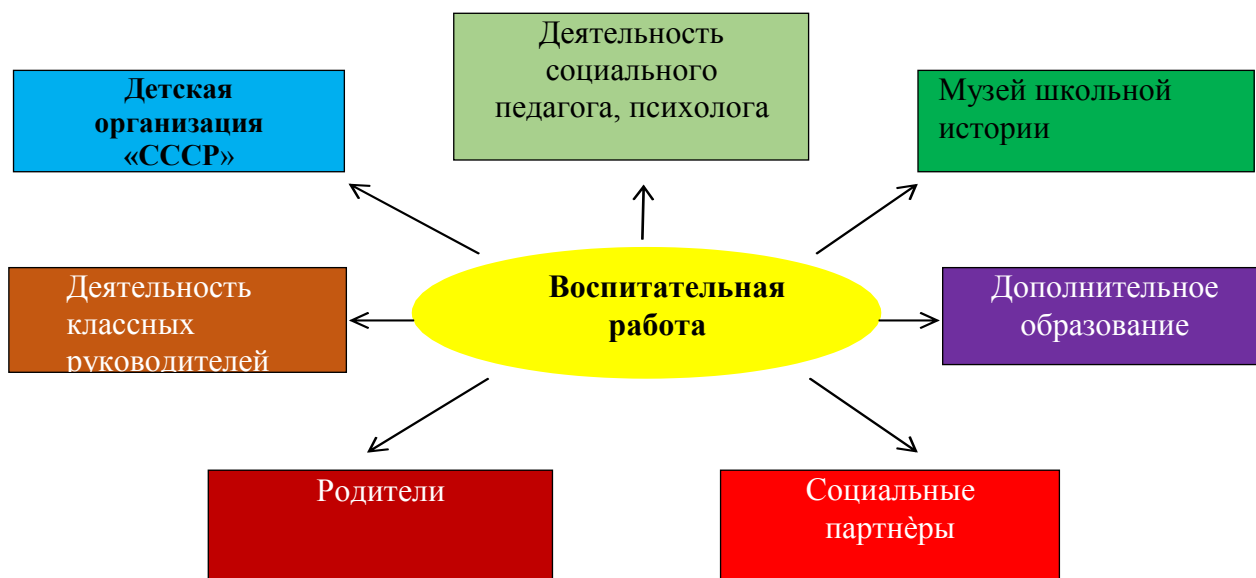 Деятельность
социального
педагога, психолога
Детская
организация
«СССР»
Музей школьной
истории
Деятельность
классных
руководителей
Воспитательная
работа
Дополнительное
образование
Родители
Социальные
партнѐры